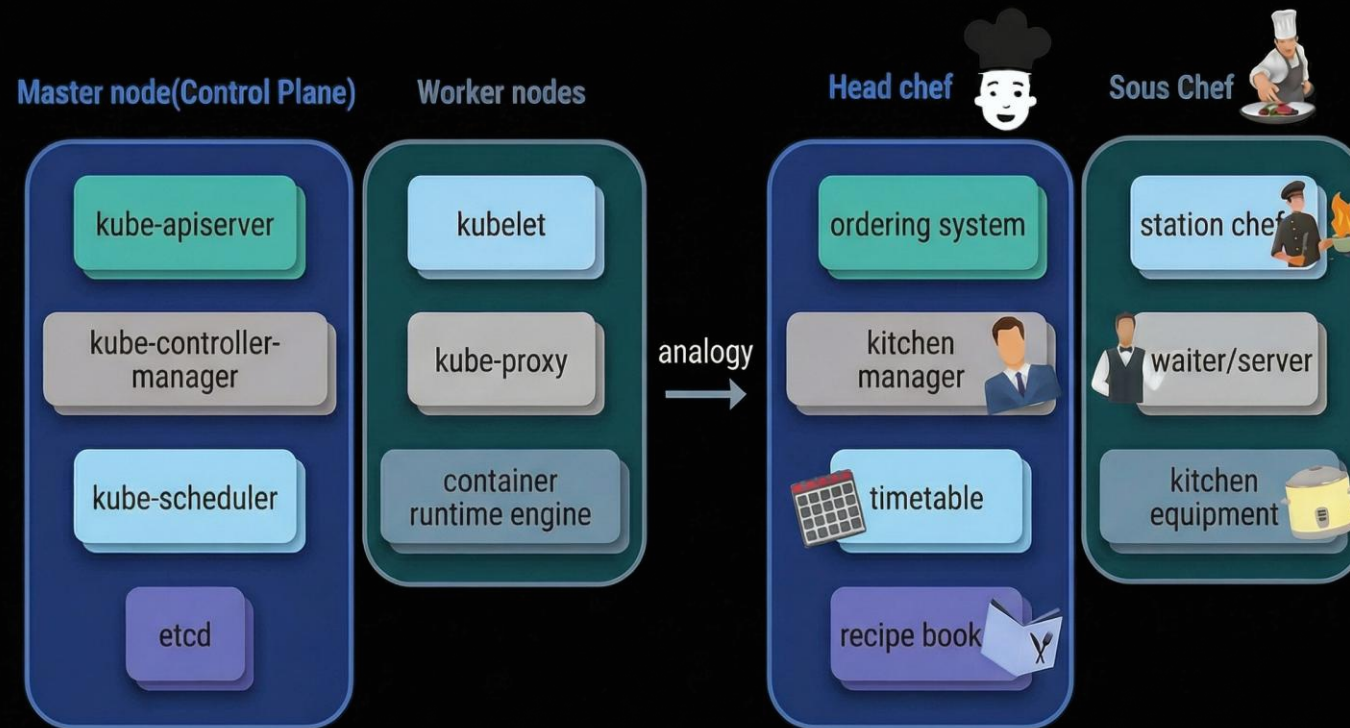 Master node(Control Plane)
Worker nodes
kube-apiserver
kube-controller-
manager
kube-scheduler
etcd
kubelet
kube-proxy
container
runtime engine
analogy
Head chef
Sous Chef
ordering system
kitchen
manager
timetable
recipe book
station chef
waiter/server
kitchen
equipment